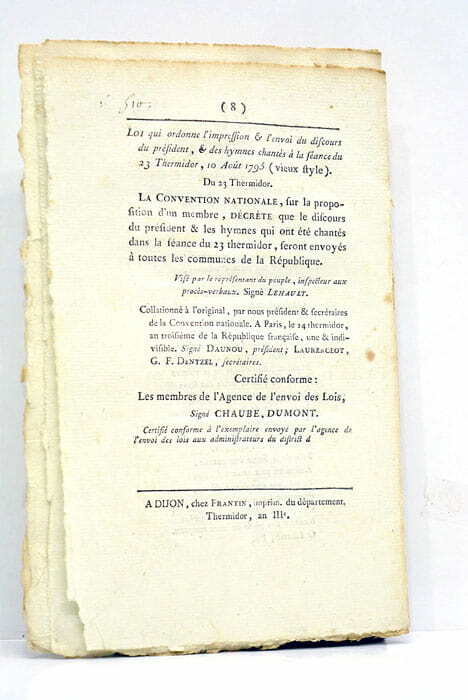 510.
( 8 )
LOI qui ordonne l'impression & l'envoi du discours
du président, & des hymnes chantés à la séance du
23 Thermidor, 10 Août 1795 (vieux ſtyle).
Du 23 Thermidor.
LA CONVENTION NATIONALE, ſur la propo-
ſition d'un membre, DÉCRÈTE que le diſcours
du préſident & les hymnes qui ont été chantés
dans la ſéance du 23 thermidor, ſeront envoyés
à toutes les communes de la République.
Viſé par le repréſentant du peuple, inſpecteur aux
procès-verbaux. Signé LEHAULT.
Collationné à l'original, par nous préſident & ſecrétaires
de la Convention nationale. A Paris, le 24 thermidor,
an troiſième de la République françaiſe, une & indi-
viſible. Signé DAUNOU, préſident; LAURENCEOT,
G. F. DENTZEL, ſecrétaires.
Certifié conforme :
Les membres de l'Agence de l'envoi des Lois,
Signé CHAUBE, DUMONT.
Certifié conforme à l'exemplaire envoyé par l'agence de
l'envoi des lois aux adminiſtrateurs du diſtrict d
A DIJON, chez FRANTIN, imprim. du département.
Thermidor, an IIIe.